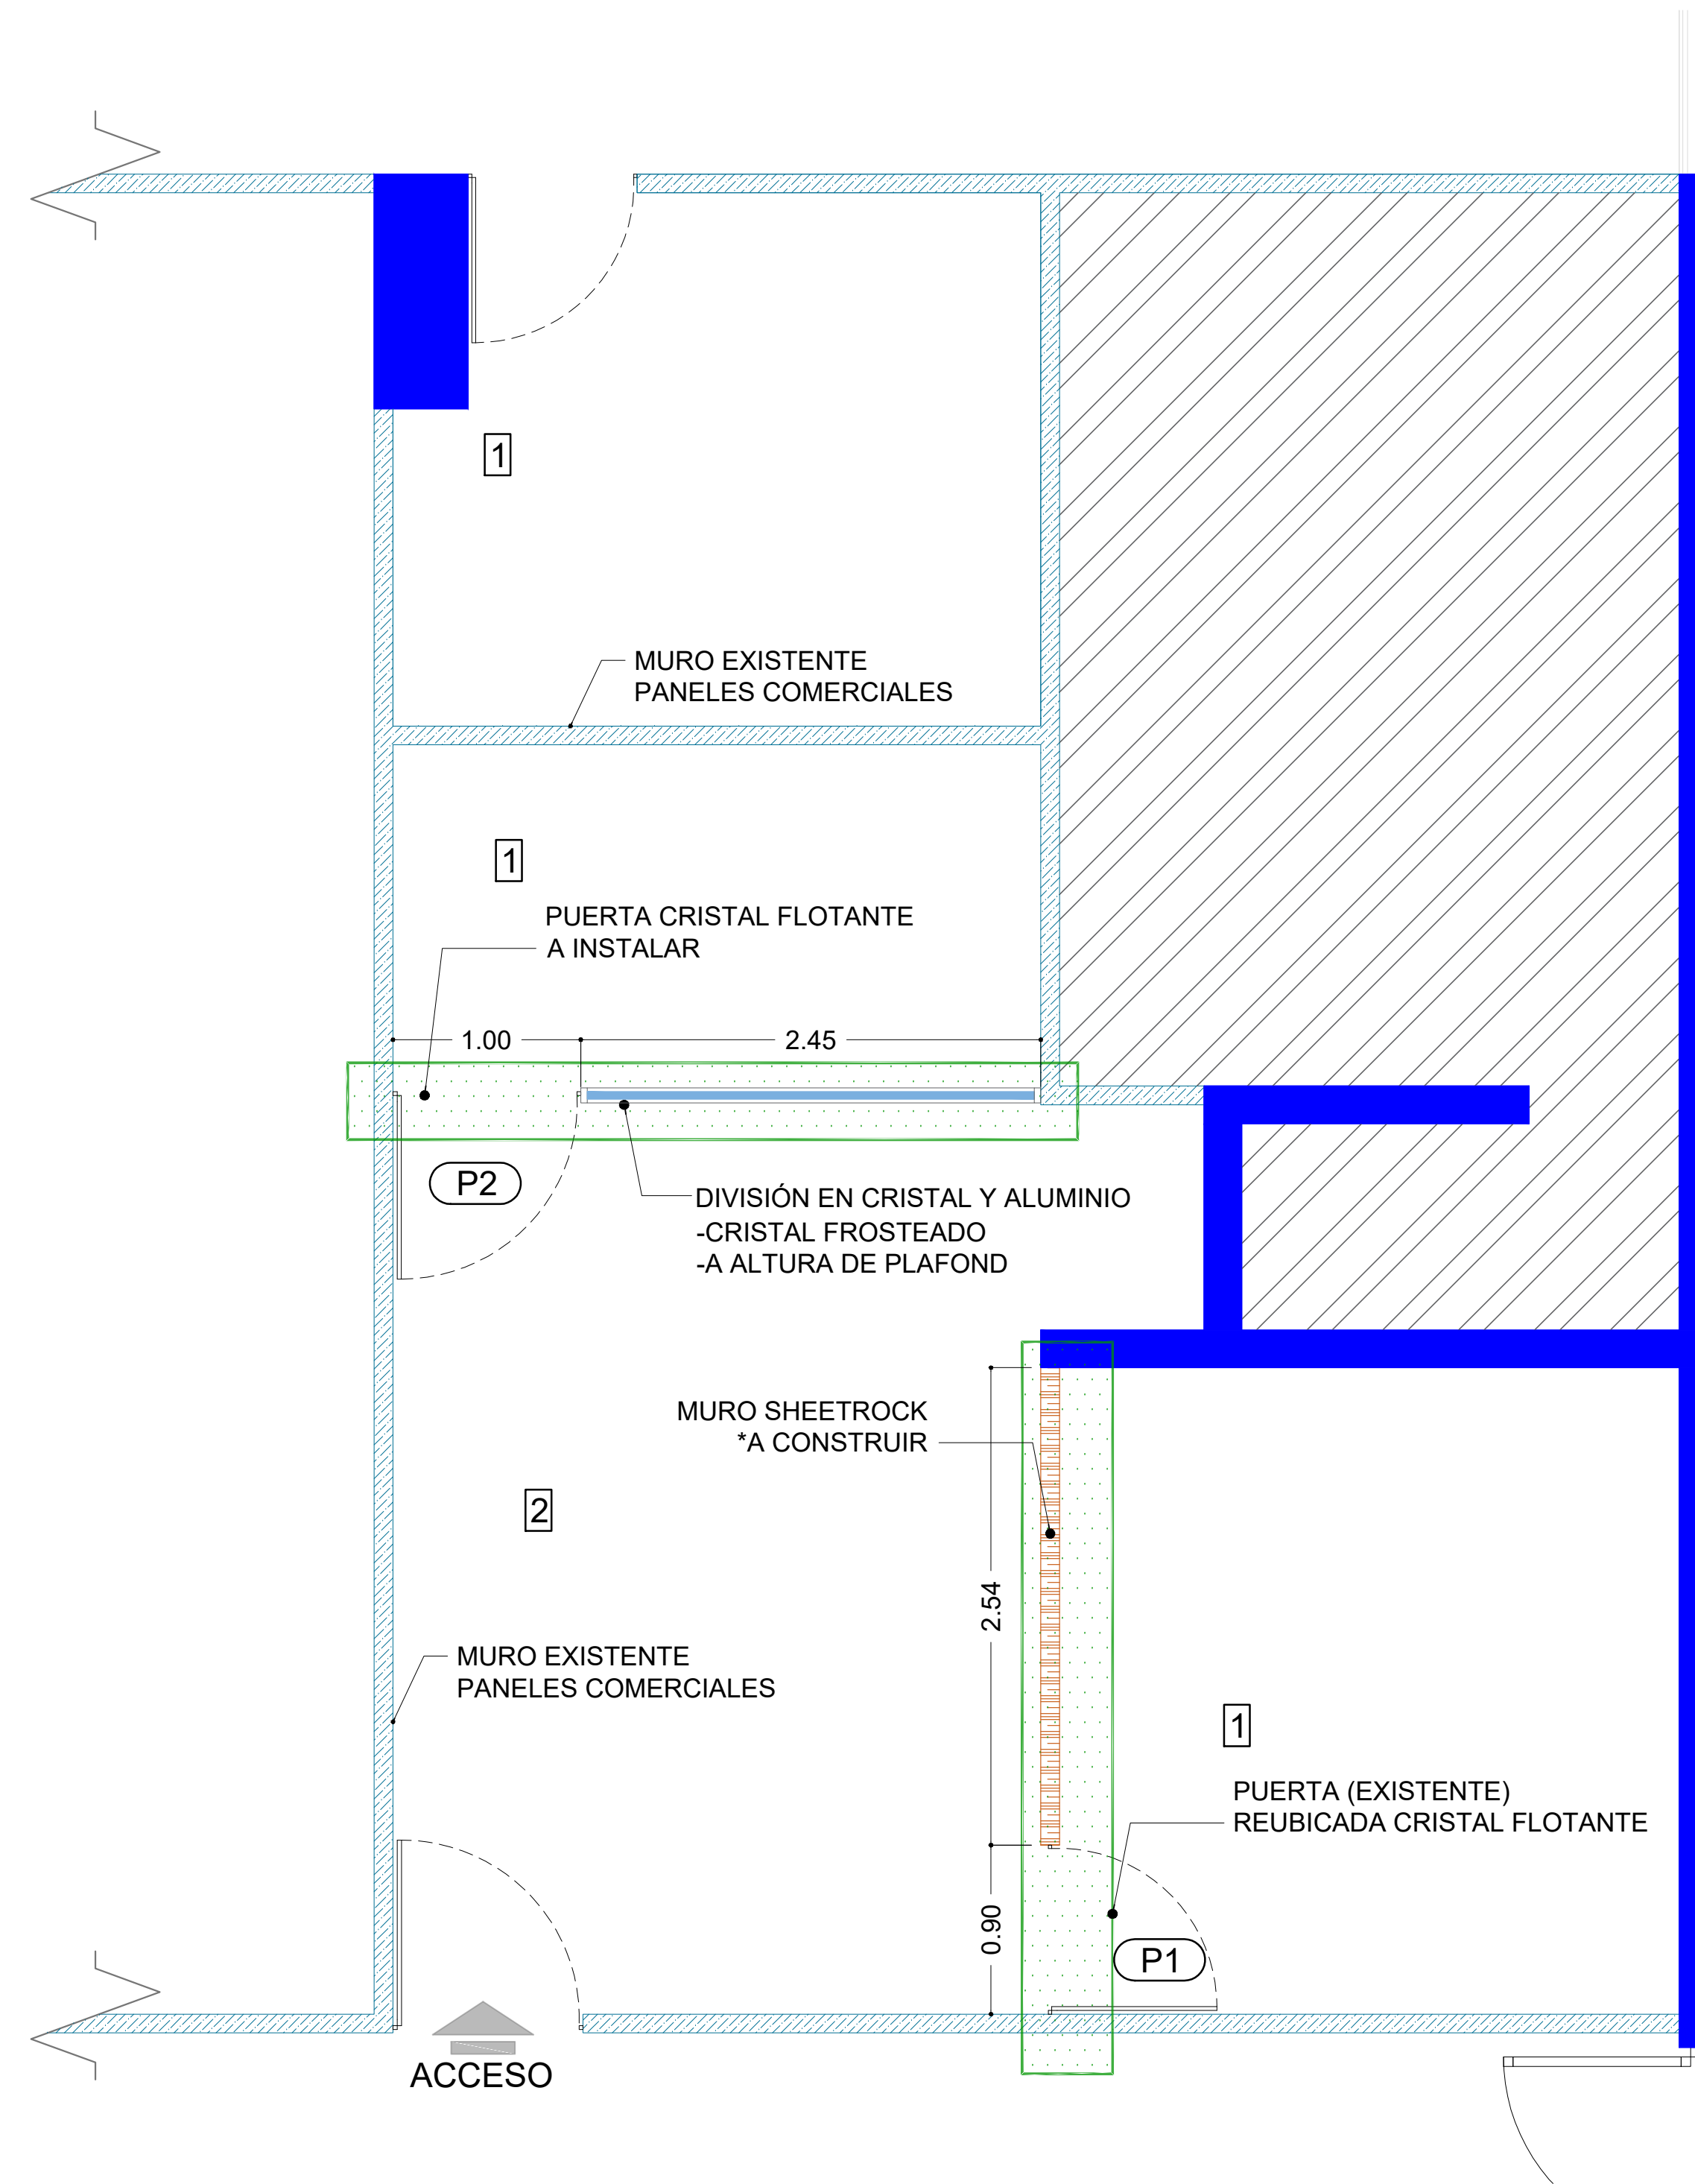 1
MURO EXISTENTE
PANELES COMERCIALES
1
PUERTA CRISTAL FLOTANTE
A INSTALAR
1.00
2.45
P2
DIVISIÓN EN CRISTAL Y ALUMINIO
-CRISTAL FROSTEADO
-A ALTURA DE PLAFOND
MURO SHEETROCK
*A CONSTRUIR
2
2.54
MURO EXISTENTE
PANELES COMERCIALES
1
PUERTA (EXISTENTE)
REUBICADA CRISTAL FLOTANTE
0.90
P1
ACCESO